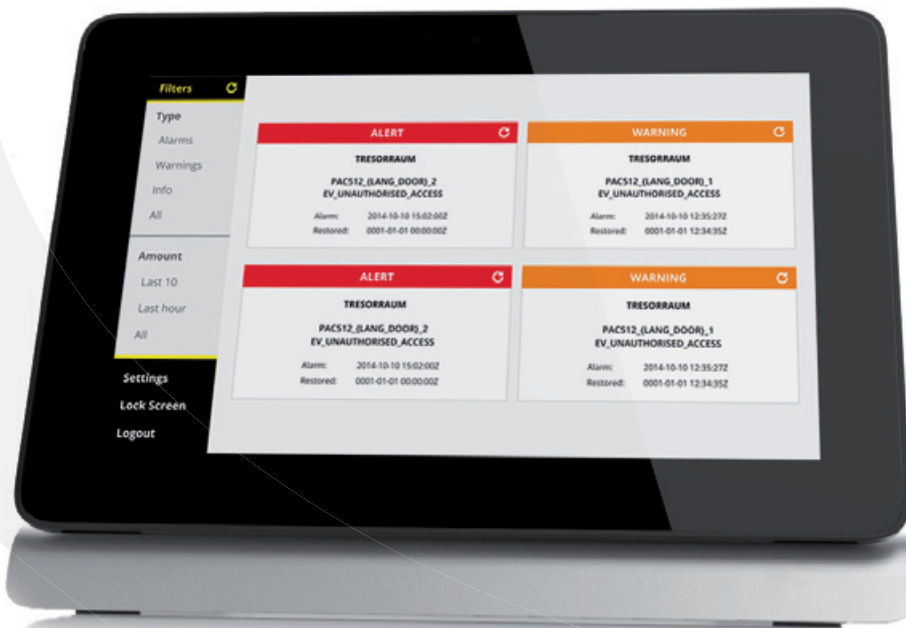 Filters
Type
Alarms
Warnings
Info
All
Amount
Last 10
Last hour
All
Settings
Lock Screen
Logout
ALERT
TRESORRAUM
PAC512_{LANG_DOOR}_2
EV_UNAUTHORISED_ACCESS
Alarm: 2014-10-10 15:02:00Z
Restored: 0001-01-01 00:00:00Z
WARNING
TRESORRAUM
PAC512_{LANG_DOOR}_1
EV_UNAUTHORISED_ACCESS
Alarm: 2014-10-10 12:35:27Z
Restored: 0001-01-01 12:34:35Z
ALERT
TRESORRAUM
PAC512_{LANG_DOOR}_2
EV_UNAUTHORISED_ACCESS
Alarm: 2014-10-10 15:02:00Z
Restored: 0001-01-01 00:00:00Z
WARNING
TRESORRAUM
PAC512_{LANG_DOOR}_1
EV_UNAUTHORISED_ACCESS
Alarm: 2014-10-10 12:35:27Z
Restored: 0001-01-01 12:34:35Z